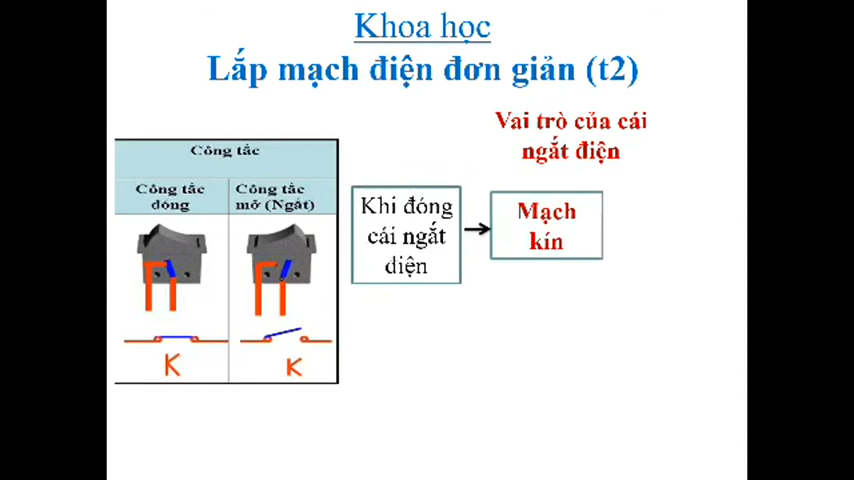 Khoa học
Lắp mạch điện đơn giản (t2)
Vai trò của cái
ngắt điện
Công tắc
Công tắc
đóng
Công tắc
mở (Ngắt)
K
K
Khi đóng
cái ngắt
điện
Mạch
kín